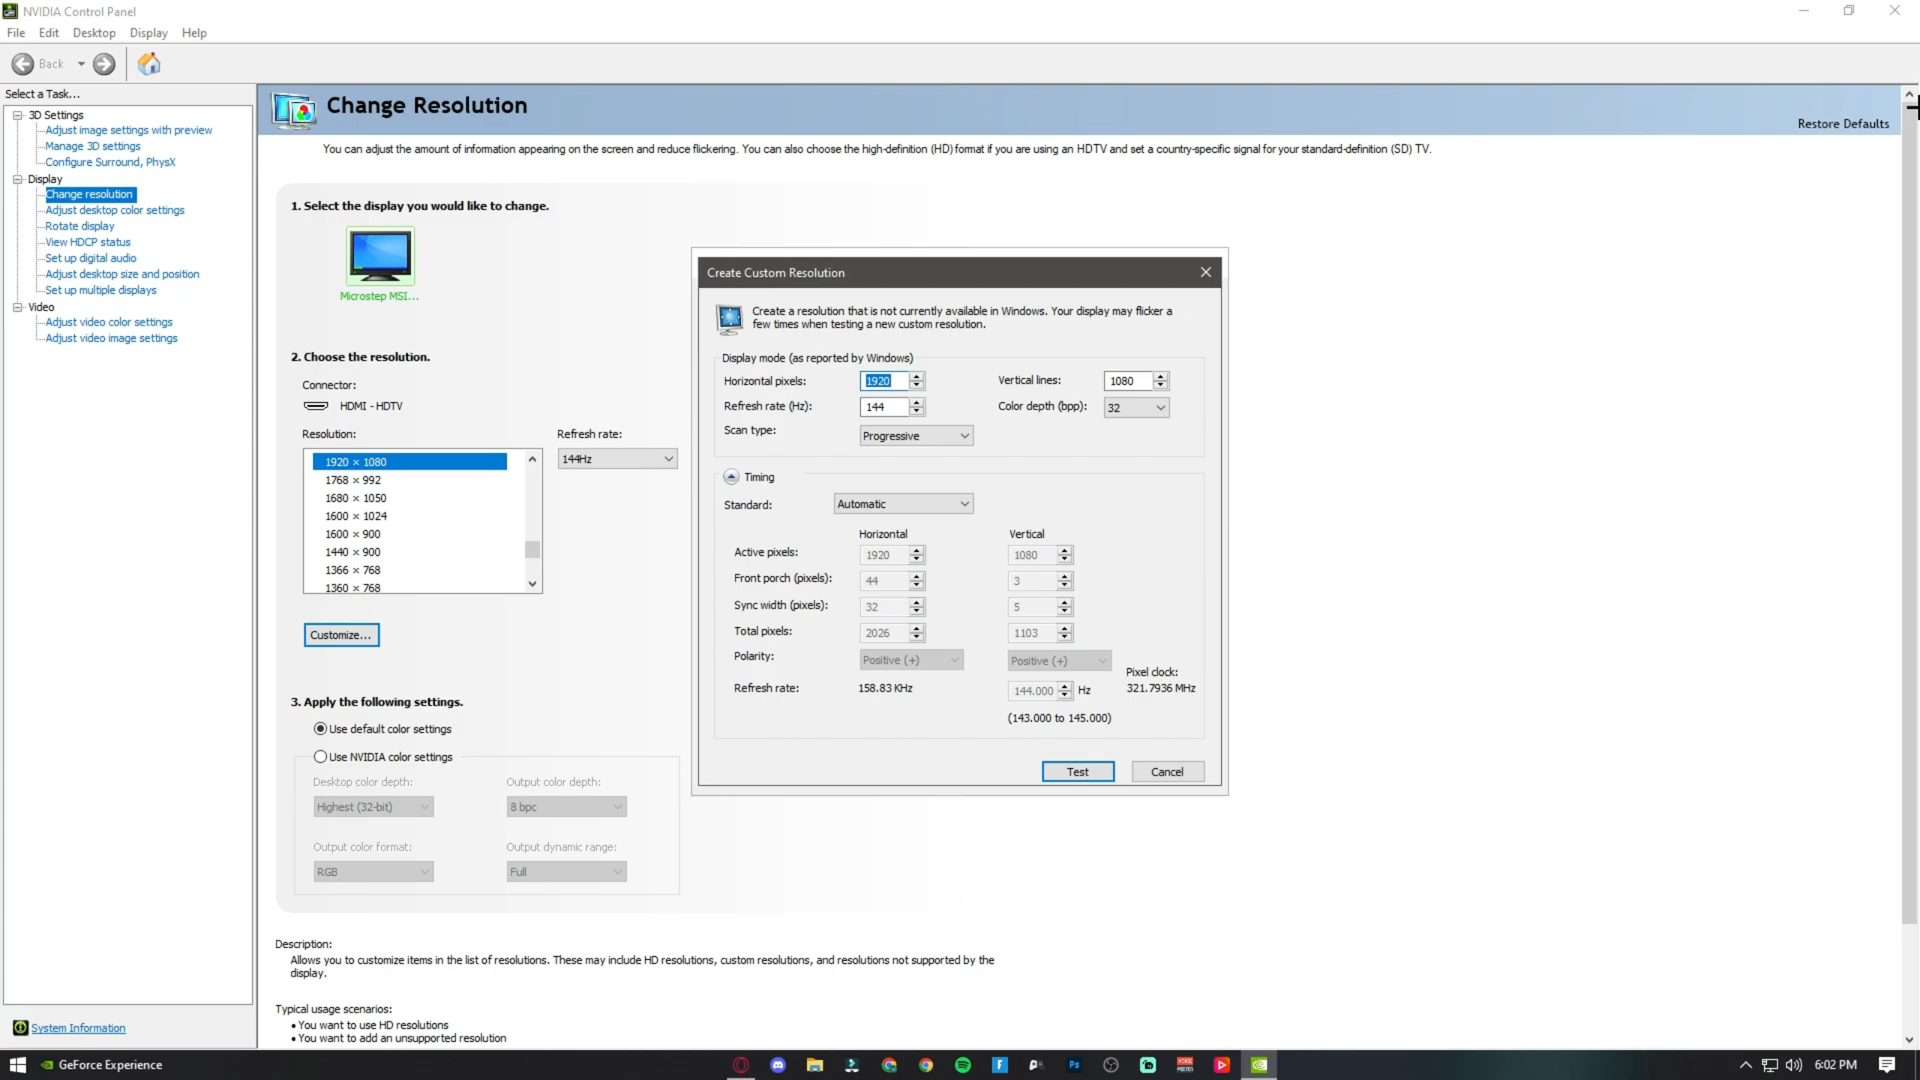 NVIDIA Control Panel
File Edit Desktop Display Help
Back
Select a Task...
3D Settings
Adjust image settings with preview
Manage 3D settings
Configure Surround, PhysX
Display
Change resolution
Adjust desktop color settings
Rotate display
View HDCP status
Set up digital audio
Adjust desktop size and position
Set up multiple displays
Video
Adjust video color settings
Adjust video image settings
System Information
Change Resolution
Restore Defaults
You can adjust the amount of information appearing on the screen and reduce flickering. You can also choose the high-definition (HD) format if you are using an HDTV and set a country-specific signal for your standard-definition (SD) TV.
1. Select the display you would like to change.
Microstep MSI...
2. Choose the resolution.
Connector:
HDMI - HDTV
Resolution:
Refresh rate:
1920 × 1080
144Hz
1768 × 992
1680 × 1050
1600 × 1024
1600 × 900
1440 × 900
1366 × 768
1360 × 768
Customize...
3. Apply the following settings.
Use default color settings
Use NVIDIA color settings
Desktop color depth:
Output color depth:
Highest (32-bit)
8 bpc
Output color format:
Output dynamic range:
RGB
Full
Description:
Allows you to customize items in the list of resolutions. These may include HD resolutions, custom resolutions, and resolutions not supported by the
display.
Typical usage scenarios:
• You want to use HD resolutions
• You want to add an unsupported resolution
Create Custom Resolution
Create a resolution that is not currently available in Windows. Your display may flicker a
few times when testing a new custom resolution.
Display mode (as reported by Windows)
Horizontal pixels: 1920 Vertical lines: 1080
Refresh rate (Hz): 144 Color depth (bpp): 32
Scan type: Progressive
Timing
Standard: Automatic
Horizontal Vertical
Active pixels: 1920 1080
Front porch (pixels): 44 3
Sync width (pixels): 32 5
Total pixels: 2026 1103
Polarity: Positive (+) Positive (+)
Pixel clock:
Refresh rate: 158.83 KHz 144.000 Hz 321.7936 MHz
(143.000 to 145.000)
Test Cancel
GeForce Experience
Ps
6:02 PM